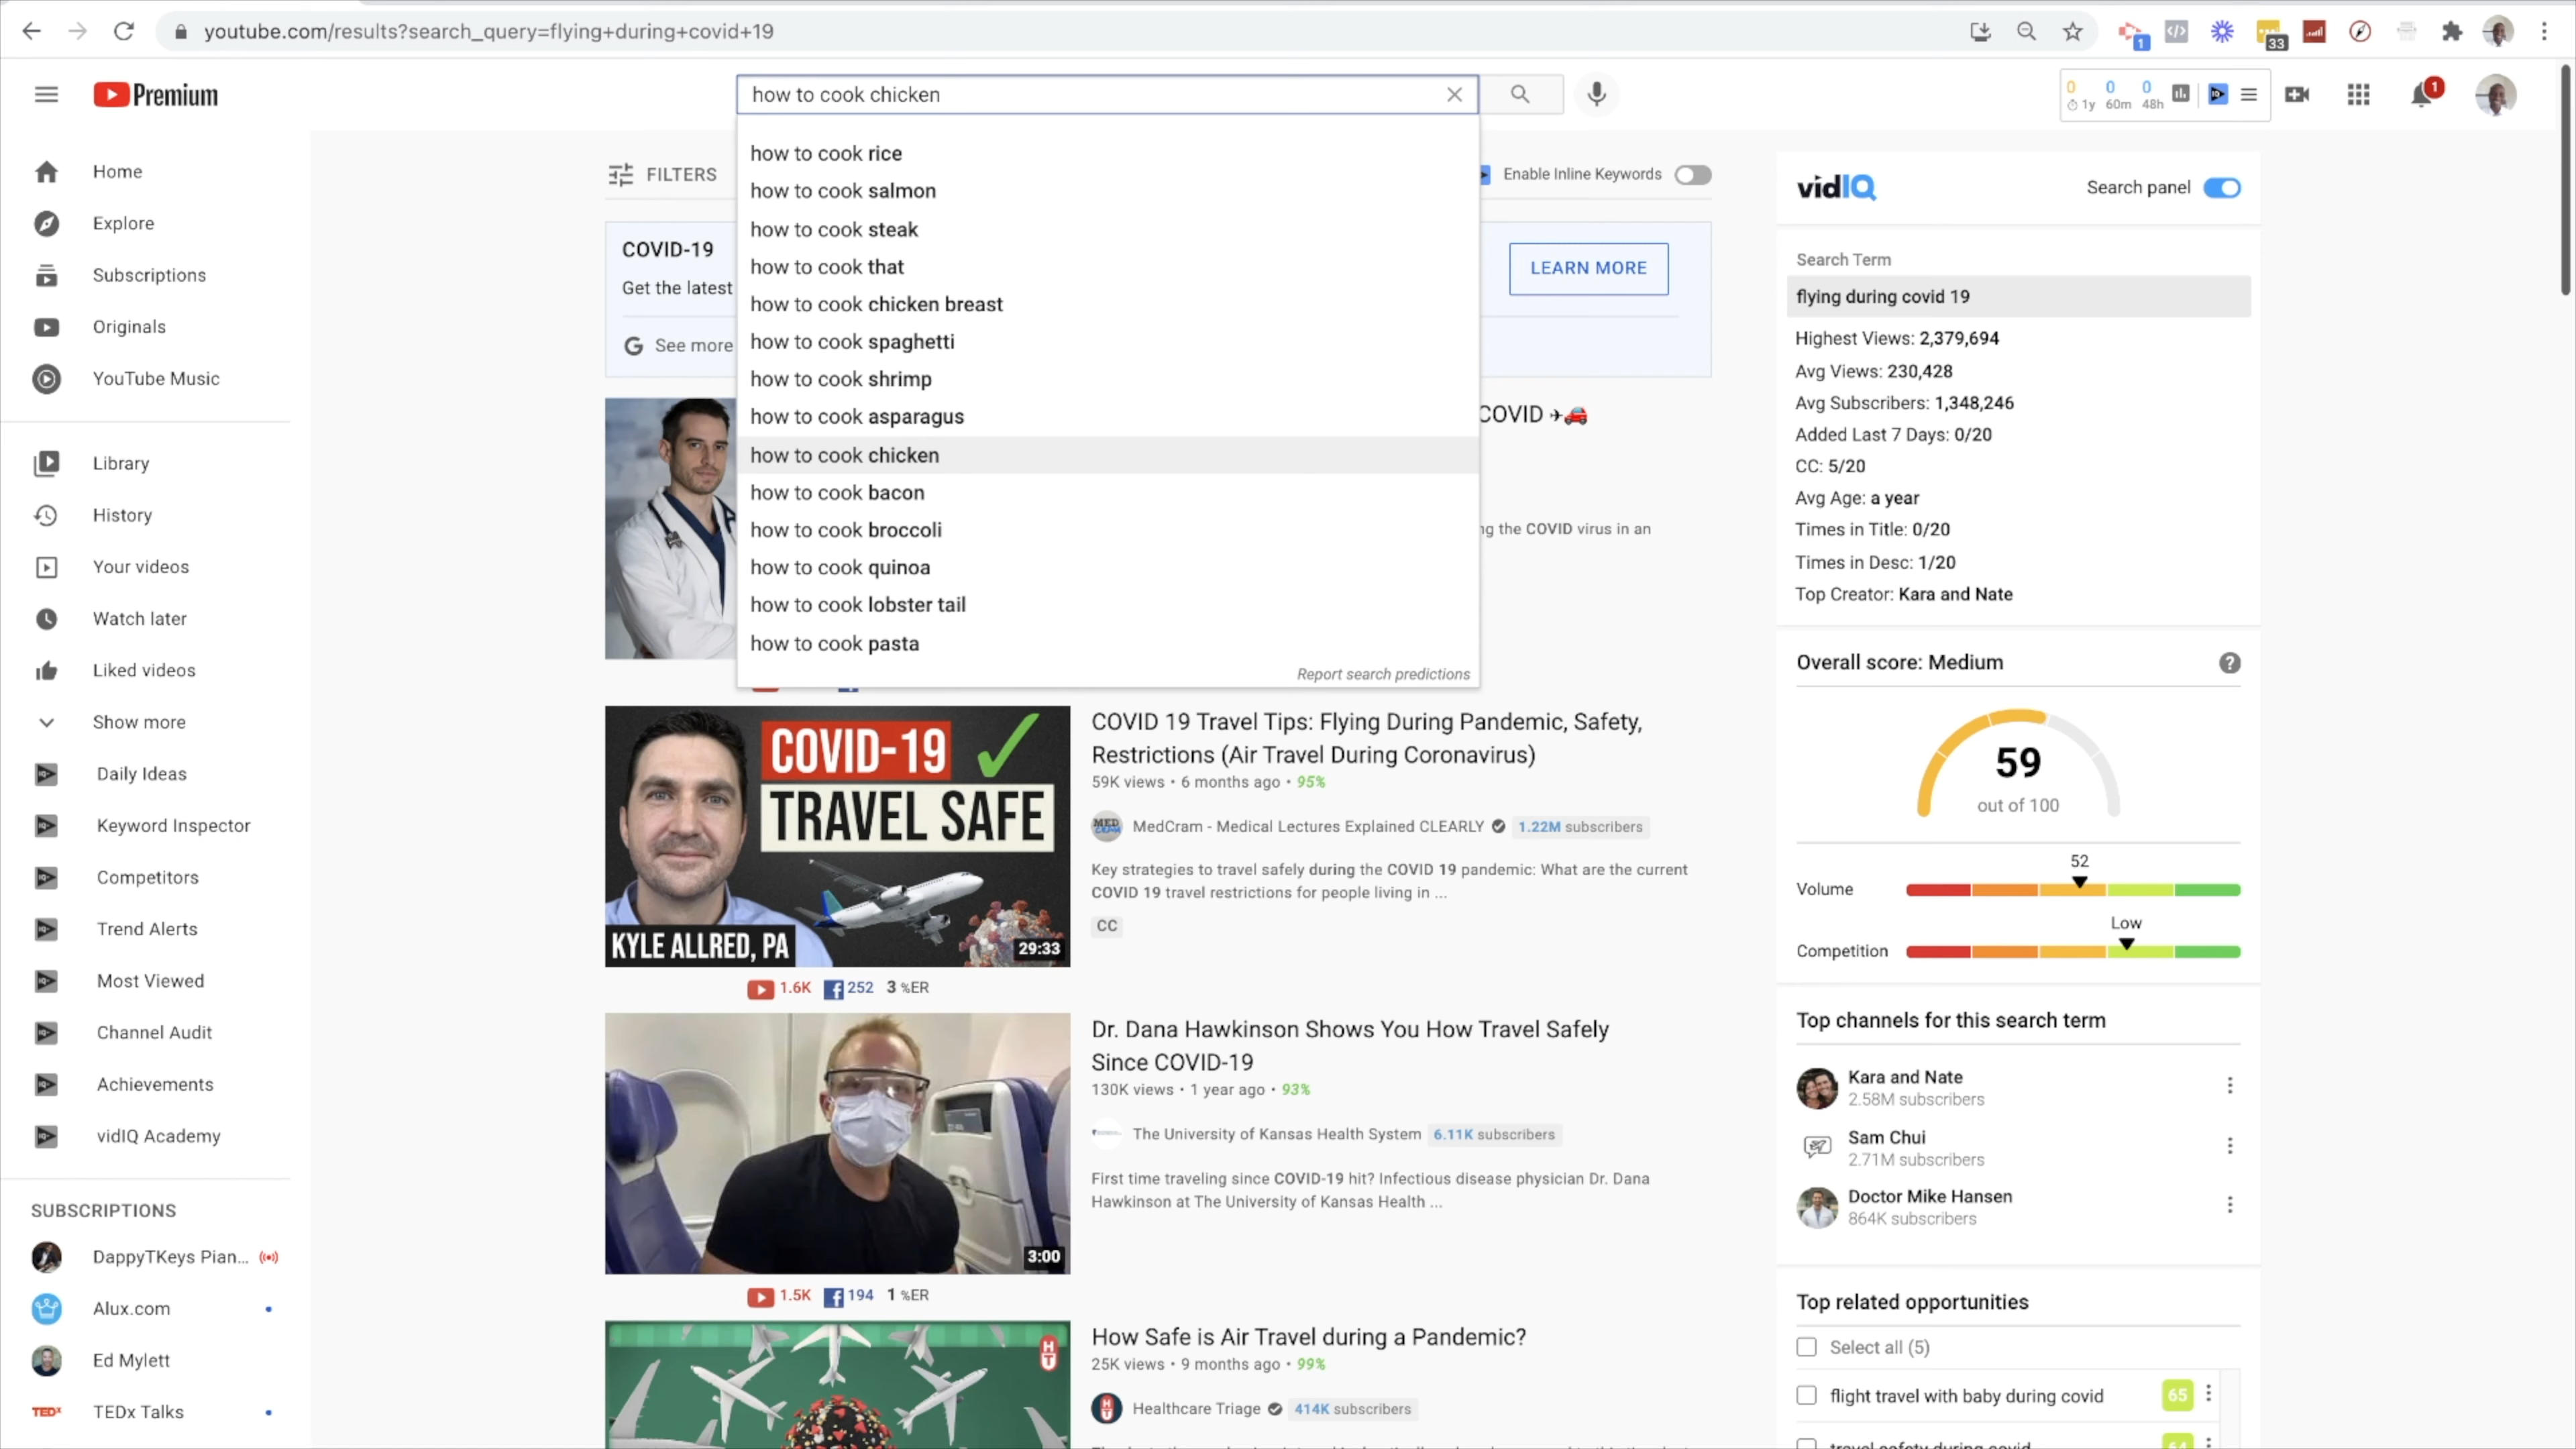 youtube.com/results?search_query=flying+during+covid+19
1
33
Premium
how to cook chicken
0 0 0
1y 60m 48h
1
Home
Explore
Subscriptions
Originals
YouTube Music
Library
History
Your videos
Watch later
Liked videos
Show more
Daily Ideas
Keyword Inspector
Competitors
Trend Alerts
Most Viewed
Channel Audit
Achievements
vidIQ Academy
SUBSCRIPTIONS
DappyTKeys Pian...
Alux.com
Ed Mylett
TEDx TEDx Talks
how to cook rice
how to cook salmon
how to cook steak
how to cook that
how to cook chicken breast
how to cook spaghetti
how to cook shrimp
how to cook asparagus
how to cook chicken
how to cook bacon
how to cook broccoli
how to cook quinoa
how to cook lobster tail
how to cook pasta
Report search predictions
FILTERS
Enable Inline Keywords
COVID-19
Get the latest
LEARN MORE
See more
COVID
the COVID virus in an
COVID-19
TRAVEL SAFE
KYLE ALLRED, PA
29:33
COVID 19 Travel Tips: Flying During Pandemic, Safety,
Restrictions (Air Travel During Coronavirus)
59K views • 6 months ago • 95%
MED CRAM
MedCram - Medical Lectures Explained CLEARLY 1.22M subscribers
Key strategies to travel safely during the COVID 19 pandemic: What are the current
COVID 19 travel restrictions for people living in ...
CC
1.6K 252 3 %ER
3:00
Dr. Dana Hawkinson Shows You How Travel Safely
Since COVID-19
130K views • 1 year ago • 93%
The University of Kansas Health System 6.11K subscribers
First time traveling since COVID-19 hit? Infectious disease physician Dr. Dana
Hawkinson at The University of Kansas Health ...
1.5K 194 1 %ER
HT
How Safe is Air Travel during a Pandemic?
25K views • 9 months ago • 99%
Healthcare Triage 414K subscribers
vidIQ
Search panel
Search Term
flying during covid 19
Highest Views: 2,379,694
Avg Views: 230,428
Avg Subscribers: 1,348,246
Added Last 7 Days: 0/20
CC: 5/20
Avg Age: a year
Times in Title: 0/20
Times in Desc: 1/20
Top Creator: Kara and Nate
Overall score: Medium
?
59
out of 100
52
Volume
Low
Competition
Top channels for this search term
Kara and Nate
2.58M subscribers
Sam Chui
2.71M subscribers
Doctor Mike Hansen
864K subscribers
Top related opportunities
Select all (5)
flight travel with baby during covid 65
travel safety during covid 64